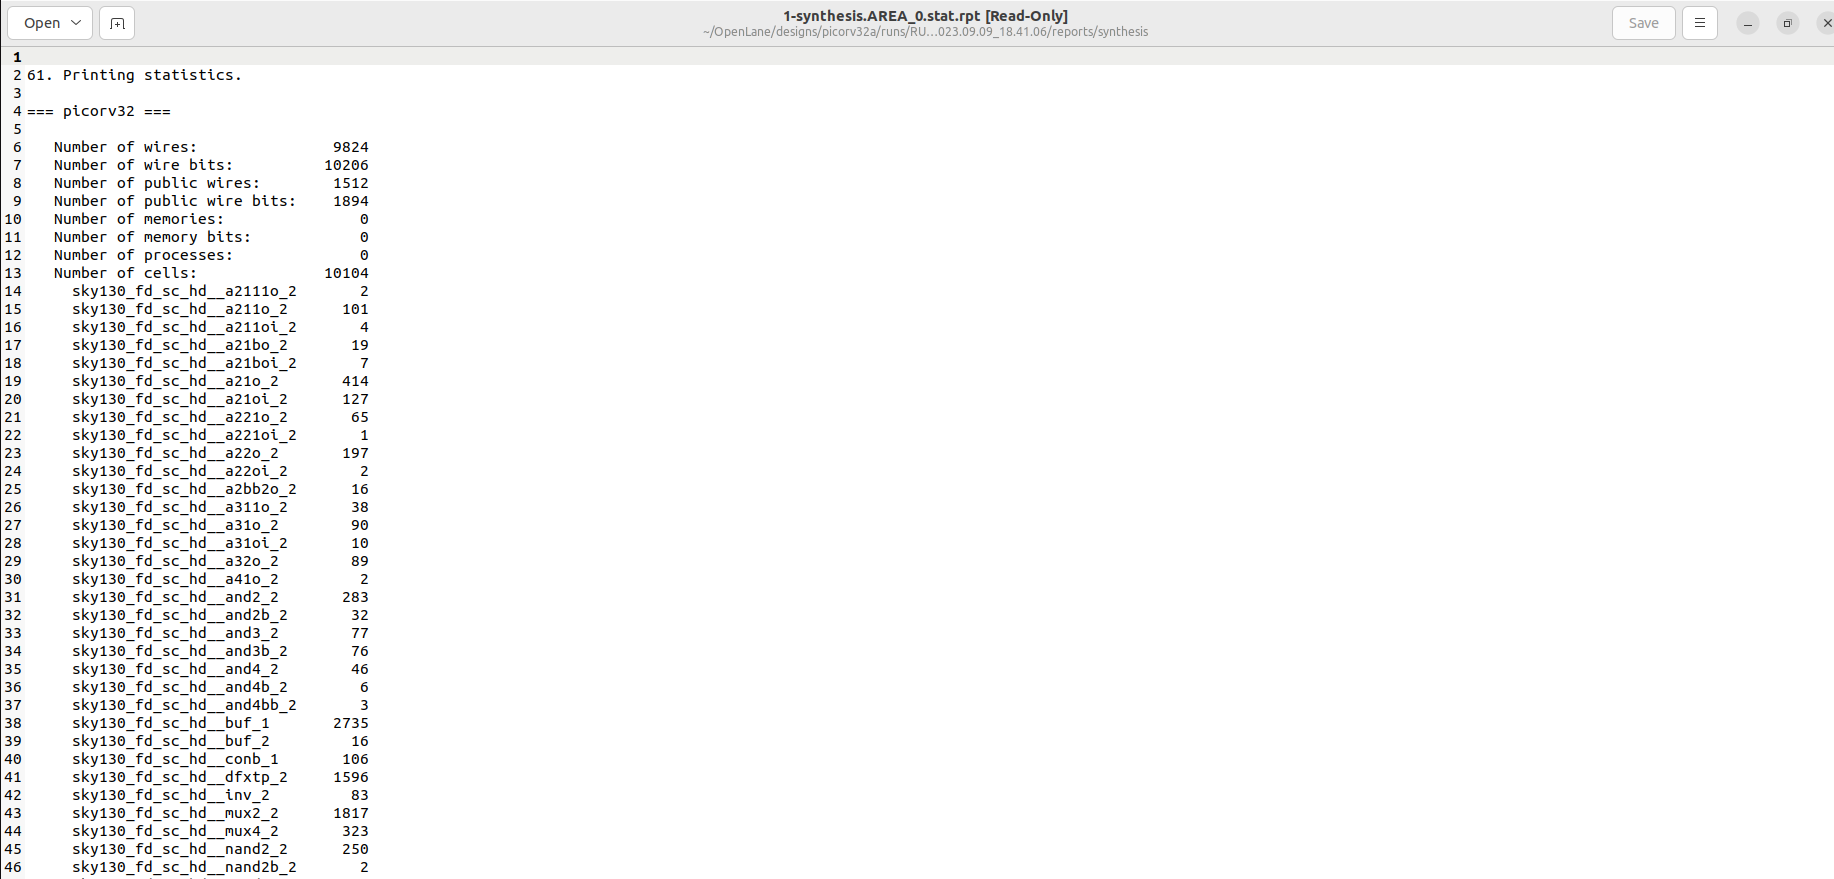 Open
1-synthesis.AREA_0.stat.rpt [Read-Only]
~/OpenLane/designs/picorv32a/runs/RU...023.09.09_18.41.06/reports/synthesis
Save
1
2 61. Printing statistics.
3
4 === picorv32 ===
5
6 Number of wires: 9824
7 Number of wire bits: 10206
8 Number of public wires: 1512
9 Number of public wire bits: 1894
10 Number of memories: 0
11 Number of memory bits: 0
12 Number of processes: 0
13 Number of cells: 10104
14 sky130_fd_sc_hd__a2111o_2 2
15 sky130_fd_sc_hd__a211o_2 101
16 sky130_fd_sc_hd__a211oi_2 4
17 sky130_fd_sc_hd__a21bo_2 19
18 sky130_fd_sc_hd__a21boi_2 7
19 sky130_fd_sc_hd__a21o_2 414
20 sky130_fd_sc_hd__a21oi_2 127
21 sky130_fd_sc_hd__a221o_2 65
22 sky130_fd_sc_hd__a221oi_2 1
23 sky130_fd_sc_hd__a22o_2 197
24 sky130_fd_sc_hd__a22oi_2 2
25 sky130_fd_sc_hd__a2bb2o_2 16
26 sky130_fd_sc_hd__a311o_2 38
27 sky130_fd_sc_hd__a31o_2 90
28 sky130_fd_sc_hd__a31oi_2 10
29 sky130_fd_sc_hd__a32o_2 89
30 sky130_fd_sc_hd__a41o_2 2
31 sky130_fd_sc_hd__and2_2 283
32 sky130_fd_sc_hd__and2b_2 32
33 sky130_fd_sc_hd__and3_2 77
34 sky130_fd_sc_hd__and3b_2 76
35 sky130_fd_sc_hd__and4_2 46
36 sky130_fd_sc_hd__and4b_2 6
37 sky130_fd_sc_hd__and4bb_2 3
38 sky130_fd_sc_hd__buf_1 2735
39 sky130_fd_sc_hd__buf_2 16
40 sky130_fd_sc_hd__conb_1 106
41 sky130_fd_sc_hd__dfxtp_2 1596
42 sky130_fd_sc_hd__inv_2 83
43 sky130_fd_sc_hd__mux2_2 1817
44 sky130_fd_sc_hd__mux4_2 323
45 sky130_fd_sc_hd__nand2_2 250
46 sky130_fd_sc_hd__nand2b_2 2